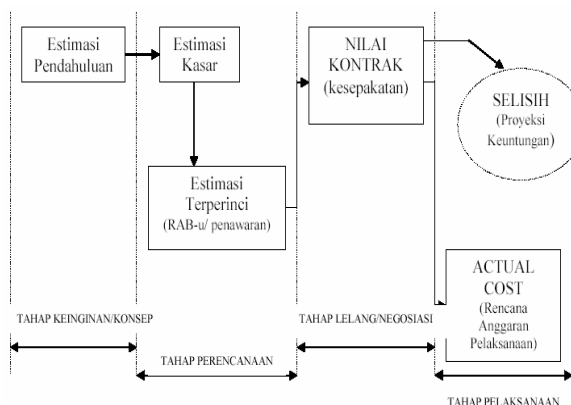 Estimasi
Pendahuluan
Estimasi
Kasar
NILAI
KONTRAK
(kesepakatan)
SELISIH
(Proyeksi
Keuntungan)
Estimasi
Terperinci
(RAB-u/ penawaran)
ACTUAL
COST
(Rencana
Anggaran
Pelaksanaan)
TAHAP KEINGINAN/KONSEP
TAHAP LELANG/NEGOSIASI
TAHAP PERENCANAAN
TAHAP PELAKSANAAN